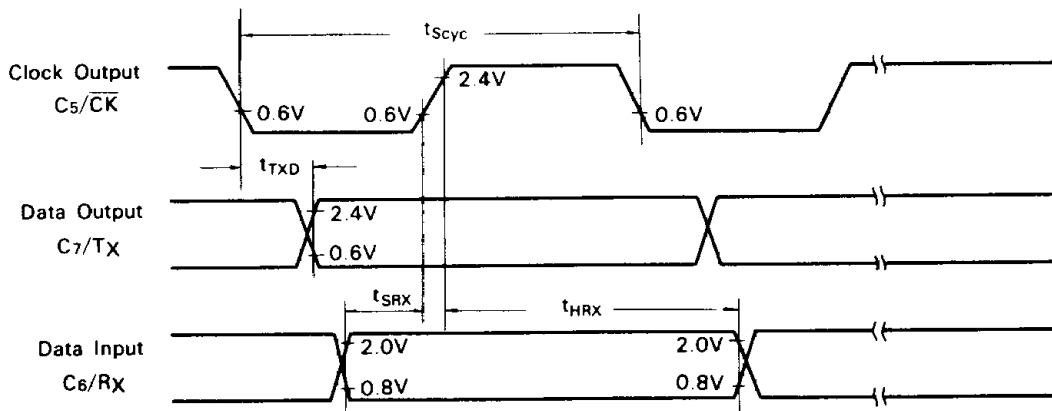 tScyc
Clock Output
C5/CK
2.4V
0.6V
0.6V
0.6V
tTXD
Data Output
C7/TX
2.4V
0.6V
tSRX
tHRX
Data Input
C6/RX
2.0V
2.0V
0.8V
0.8V